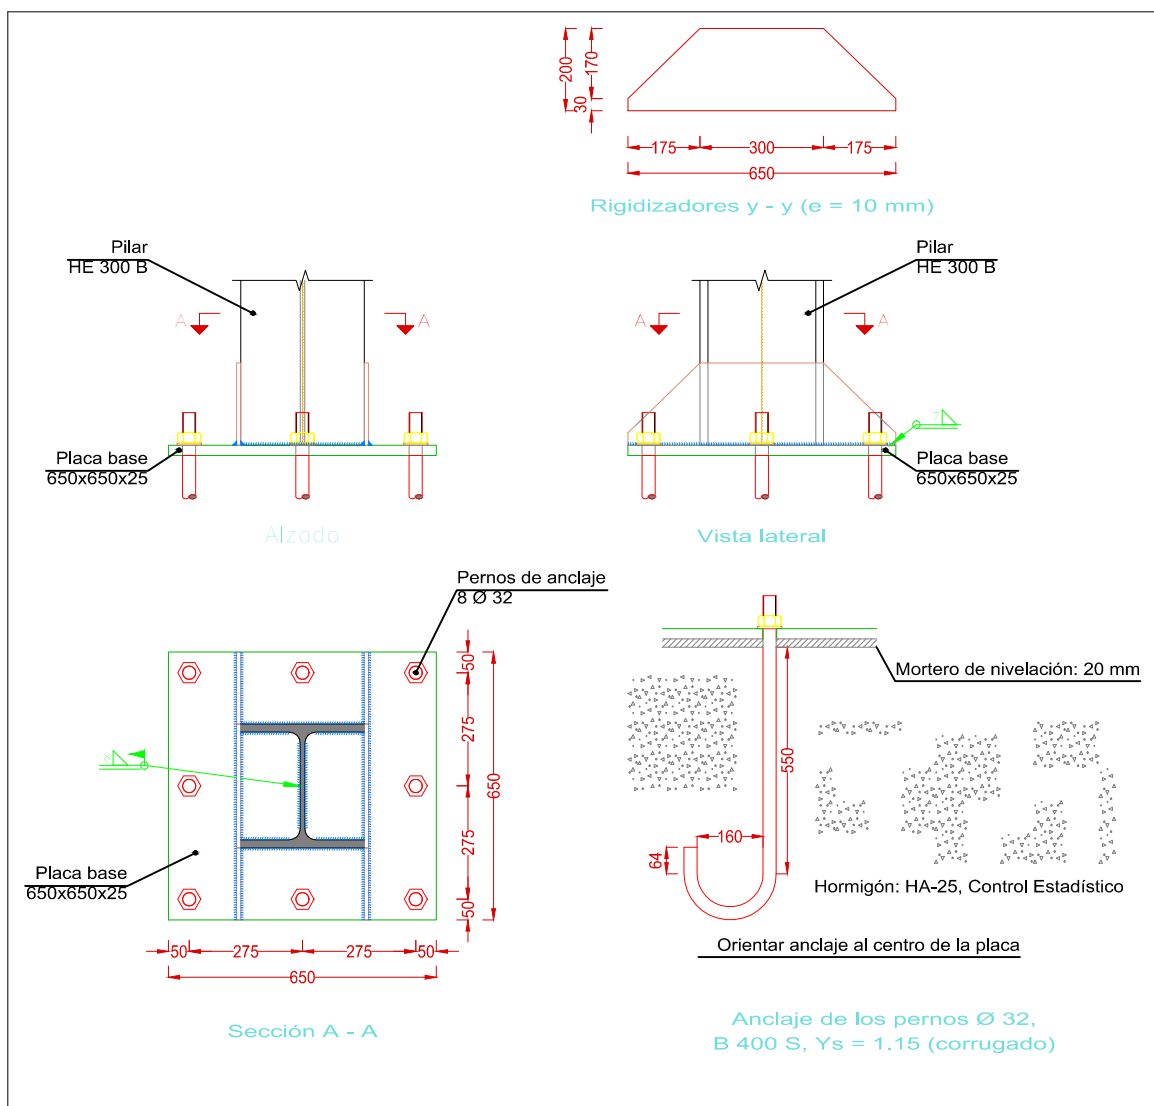 200
170
30
175
300
175
650
Rigidizadores y - y (e = 10 mm)
Pilar
HE 300 B
A
A
Placa base
650x650x25
Alzado
Pilar
HE 300 B
A
A
7
Placa base
650x650x25
Vista lateral
Pernos de anclaje
8 Ø 32
50
275
650
275
50
8
Placa base
650x650x25
50
275
275
50
650
Sección A - A
Mortero de nivelación: 20 mm
550
160
64
Hormigón: HA-25, Control Estadístico
Orientar anclaje al centro de la placa
Anclaje de los pernos Ø 32,
B 400 S, Ys = 1.15 (corrugado)